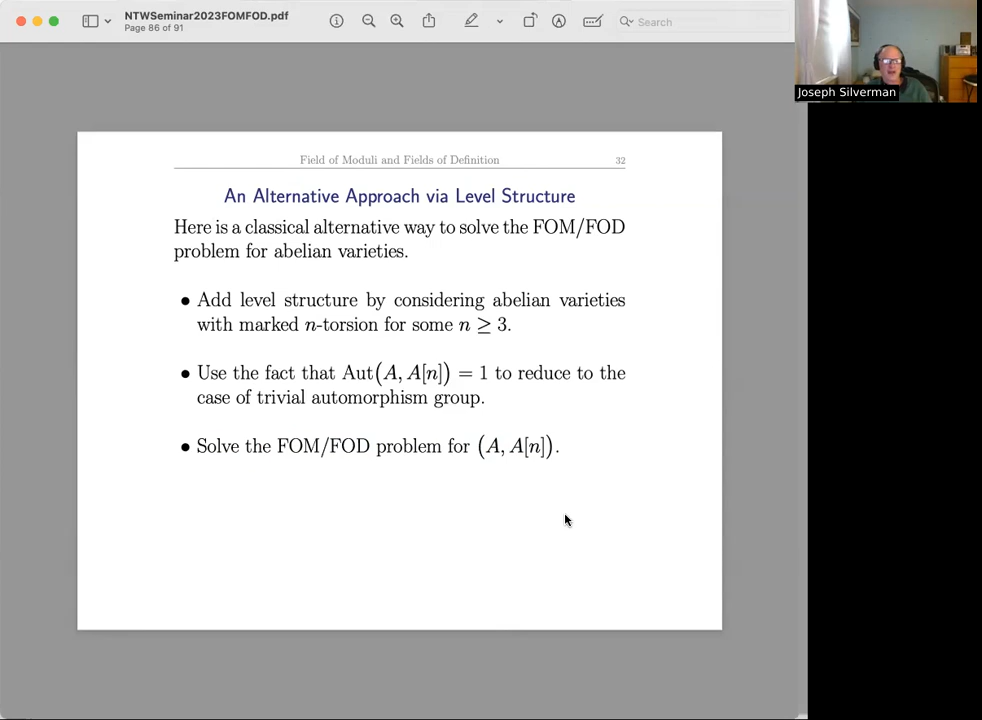 NTWSeminar2023FOMFOD.pdf
Page 86 of 91
Search
Joseph Silverman
Field of Moduli and Fields of Definition 32
An Alternative Approach via Level Structure
Here is a classical alternative way to solve the FOM/FOD
problem for abelian varieties.
• Add level structure by considering abelian varieties
with marked n-torsion for some n ≥ 3.
• Use the fact that Aut(A, A[n]) = 1 to reduce to the
case of trivial automorphism group.
• Solve the FOM/FOD problem for (A, A[n]).